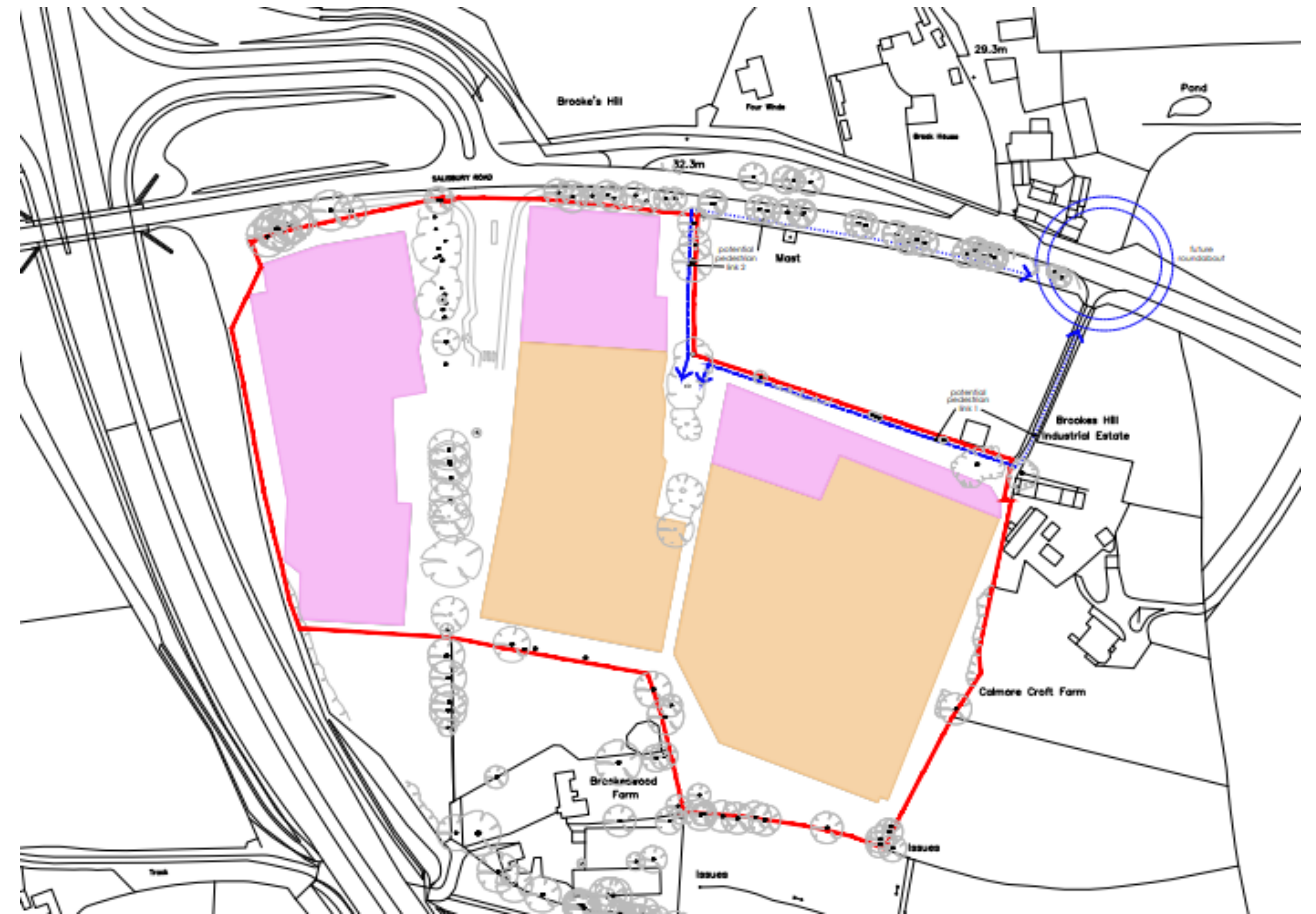 29.3m
Pond
Brooke's Hill
Four Winds
Brook House
32.3m
SALISBURY ROAD
potential
pedestrian
link 2
Mast
future
roundabout
potential
pedestrian
link 1
Brookes Hill
Industrial Estate
Calmore Croft Farm
Brookeswood
Farm
Issues
Issues
Track